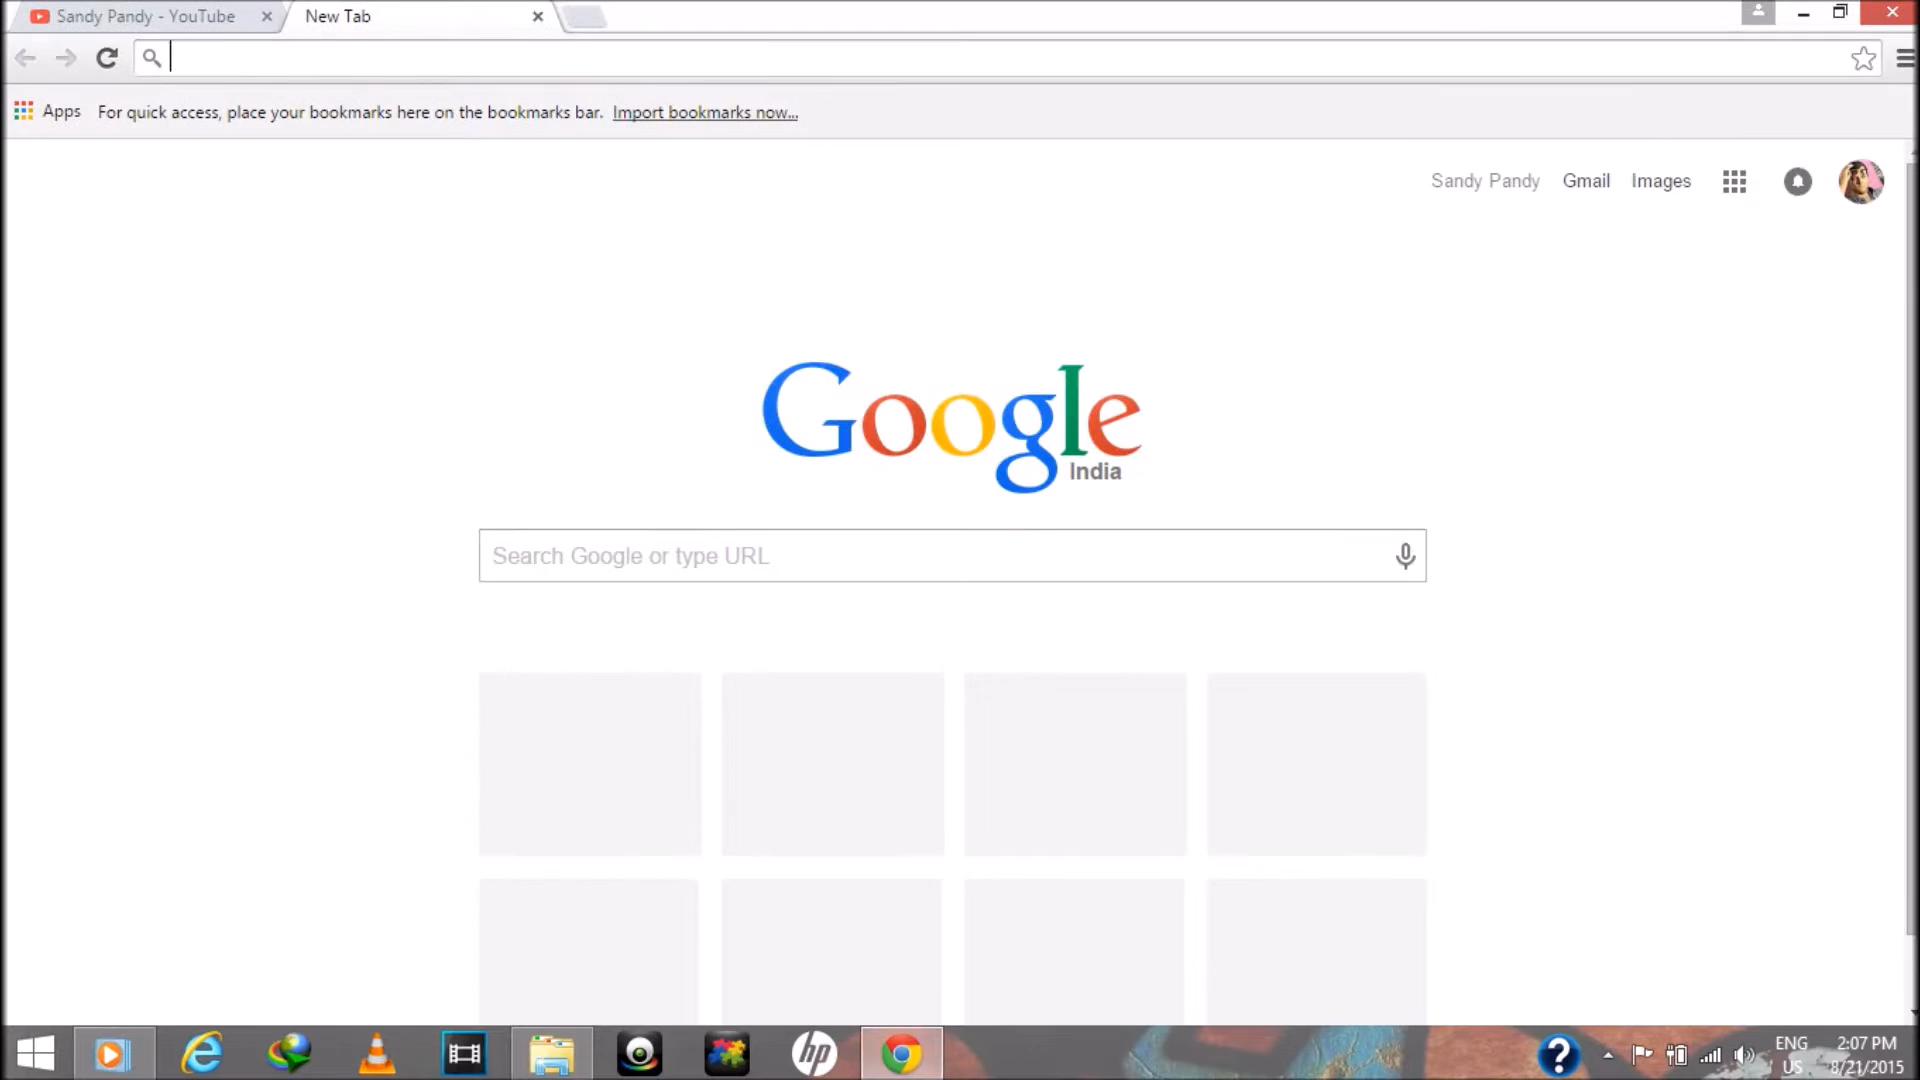 Sandy Pandy - YouTube
New Tab
Apps
For quick access, place your bookmarks here on the bookmarks bar. Import bookmarks now...
Sandy Pandy Gmail Images
Google
India
Search Google or type URL
hp
?
ENG 2:07 PM
US 8/21/2015